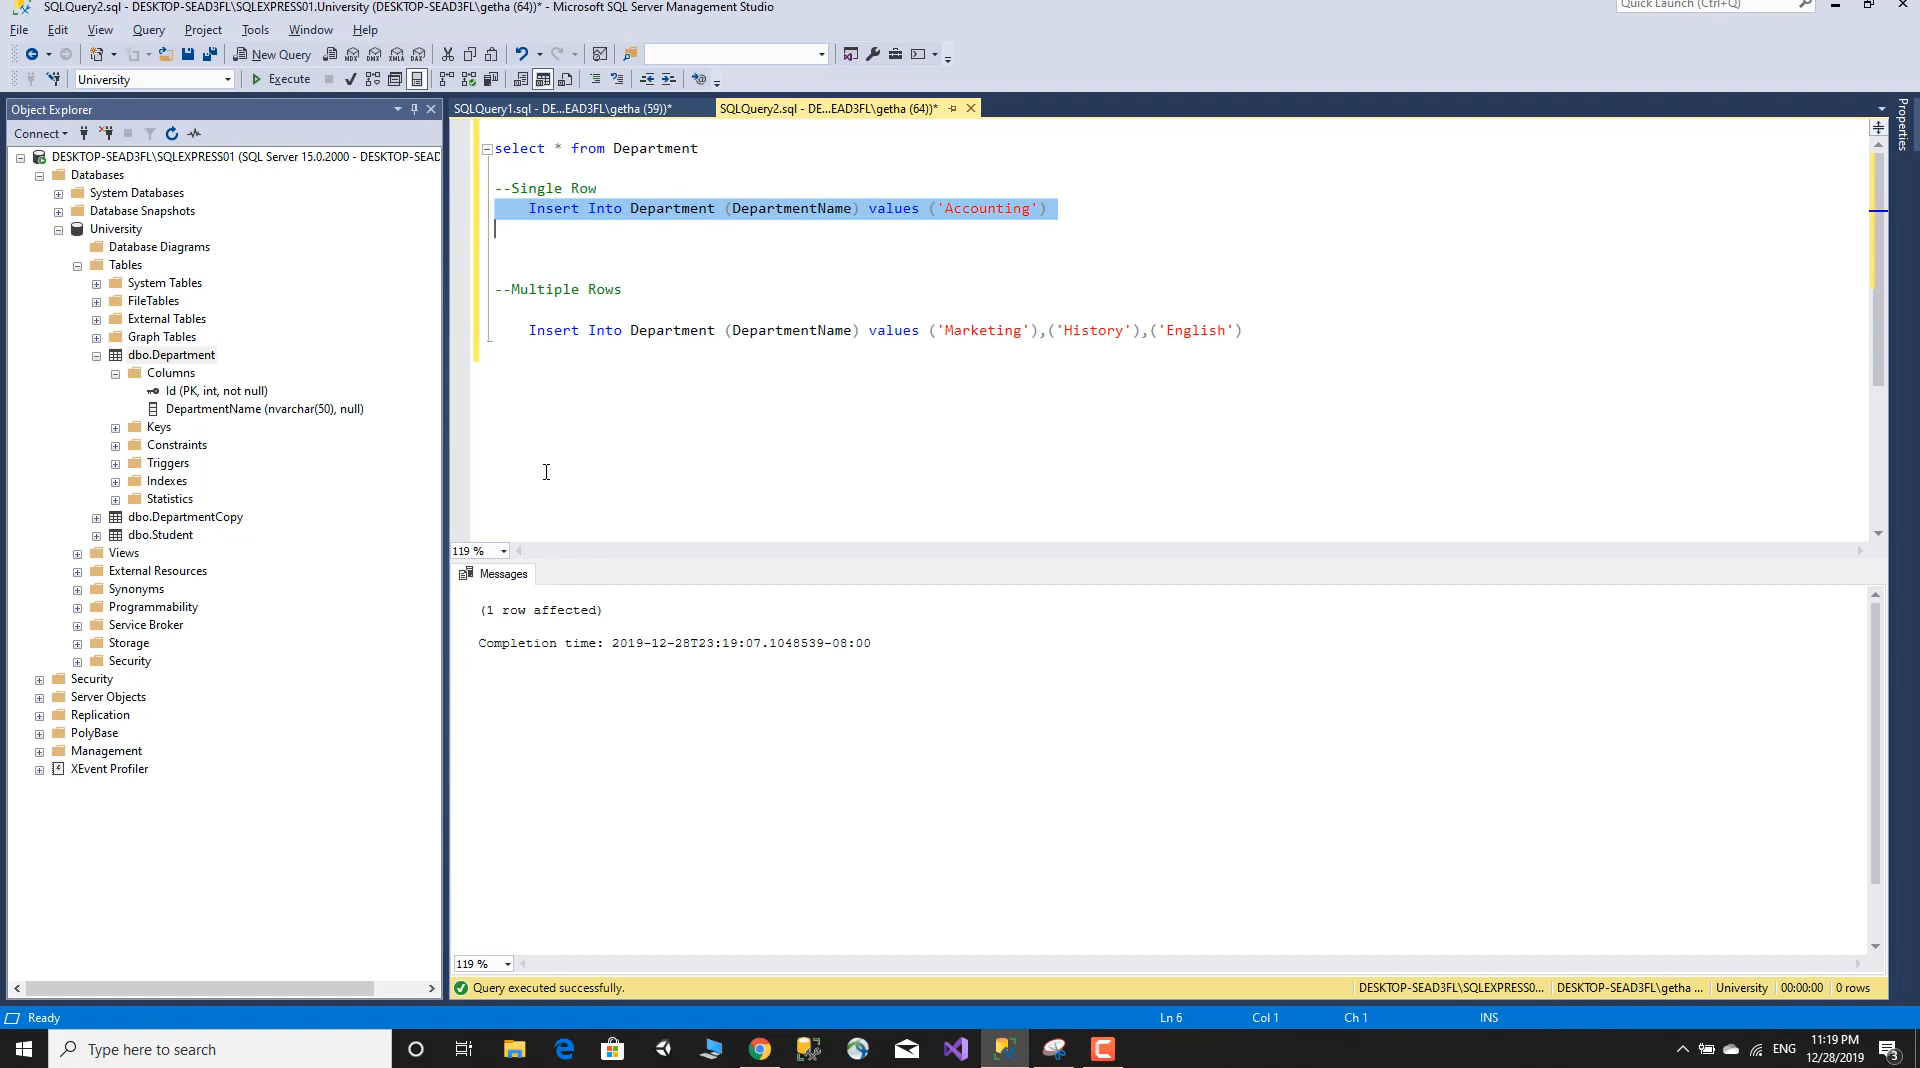 SQLQuery2.sql - DESKTOP-SEAD3FL\SQLEXPRESS01.University (DESKTOP-SEAD3FL\getha (64))* - Microsoft SQL Server Management Studio
Quick Launch (Ctrl+Q)
File Edit View Query Project Tools Window Help
New Query
MDX DMX XMLA DAX
University
Execute
Object Explorer
SQLQuery1.sql - DE...EAD3FL\getha (59))*
SQLQuery2.sql - DE...EAD3FL\getha (64))*
Properties
Connect
DESKTOP-SEAD3FL\SQLEXPRESS01 (SQL Server 15.0.2000 - DESKTOP-SEAD
Databases
System Databases
Database Snapshots
University
Database Diagrams
Tables
System Tables
FileTables
External Tables
Graph Tables
dbo.Department
Columns
Id (PK, int, not null)
DepartmentName (nvarchar(50), null)
Keys
Constraints
Triggers
Indexes
Statistics
dbo.DepartmentCopy
dbo.Student
Views
External Resources
Synonyms
Programmability
Service Broker
Storage
Security
Security
Server Objects
Replication
PolyBase
Management
XEvent Profiler
select * from Department
--Single Row
Insert Into Department (DepartmentName) values ('Accounting')
--Multiple Rows
Insert Into Department (DepartmentName) values ('Marketing'),('History'),('English')
119 %
Messages
(1 row affected)
Completion time: 2019-12-28T23:19:07.1048539-08:00
119 %
Query executed successfully.
DESKTOP-SEAD3FL\SQLEXPRESS0... DESKTOP-SEAD3FL\getha ... University 00:00:00 0 rows
Ready
Ln 6 Col 1 Ch 1 INS
Type here to search
ENG
11:19 PM
12/28/2019
3